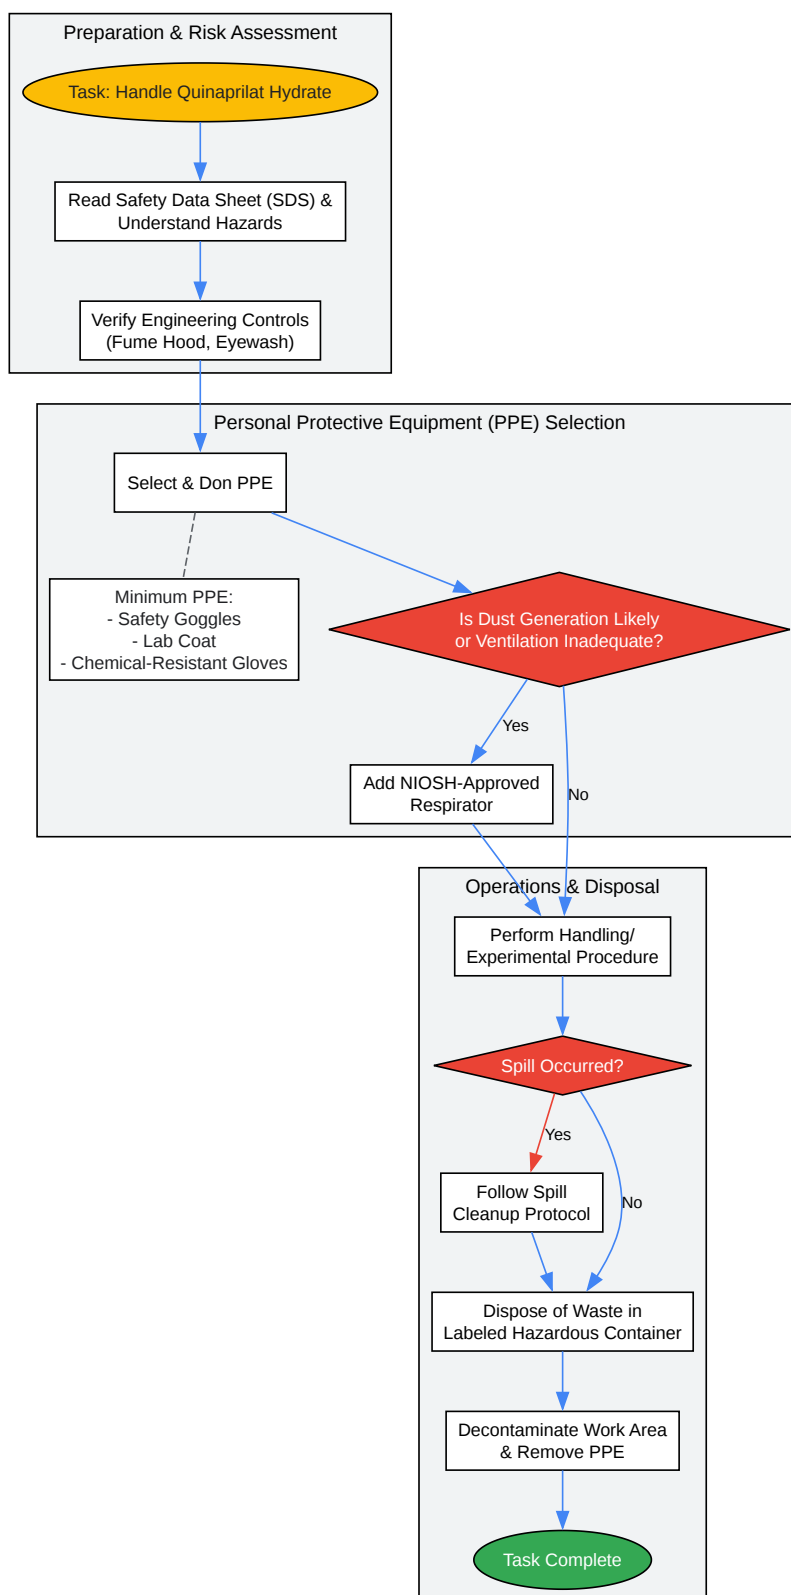 Preparation & Risk Assessment
Task: Handle Quinaprilat Hydrate
Read Safety Data Sheet (SDS) &
Understand Hazards
Verify Engineering Controls
(Fume Hood, Eyewash)
Personal Protective Equipment (PPE) Selection
Select & Don PPE
Minimum PPE:
- Safety Goggles
- Lab Coat
- Chemical-Resistant Gloves
Is Dust Generation Likely
or Ventilation Inadequate?
Yes
Add NIOSH-Approved
Respirator
No
Operations & Disposal
Perform Handling/
Experimental Procedure
Spill Occurred?
Yes
Follow Spill
Cleanup Protocol
No
Dispose of Waste in
Labeled Hazardous Container
Decontaminate Work Area
& Remove PPE
Task Complete